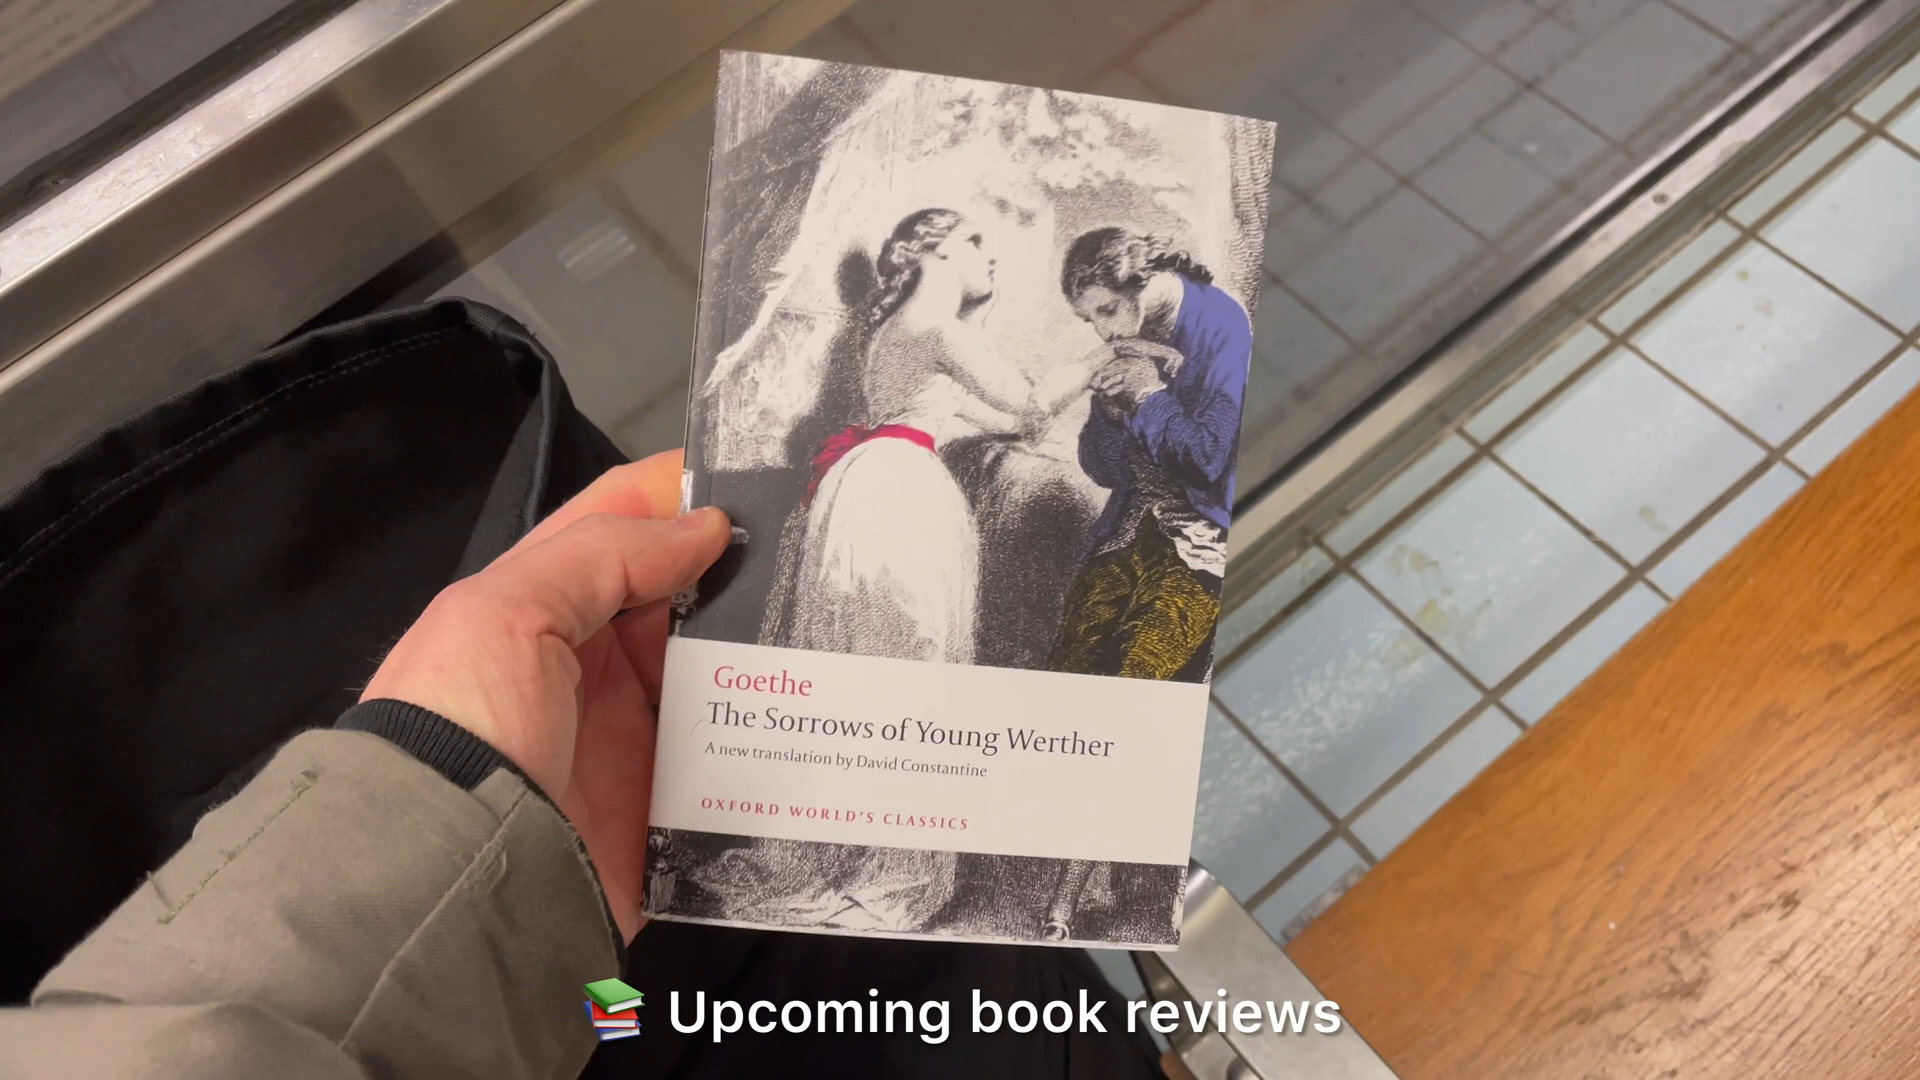 Goethe
The Sorrows of Young Werther
A new translation by David Constantine
OXFORD WORLD'S CLASSICS
📚 Upcoming book reviews